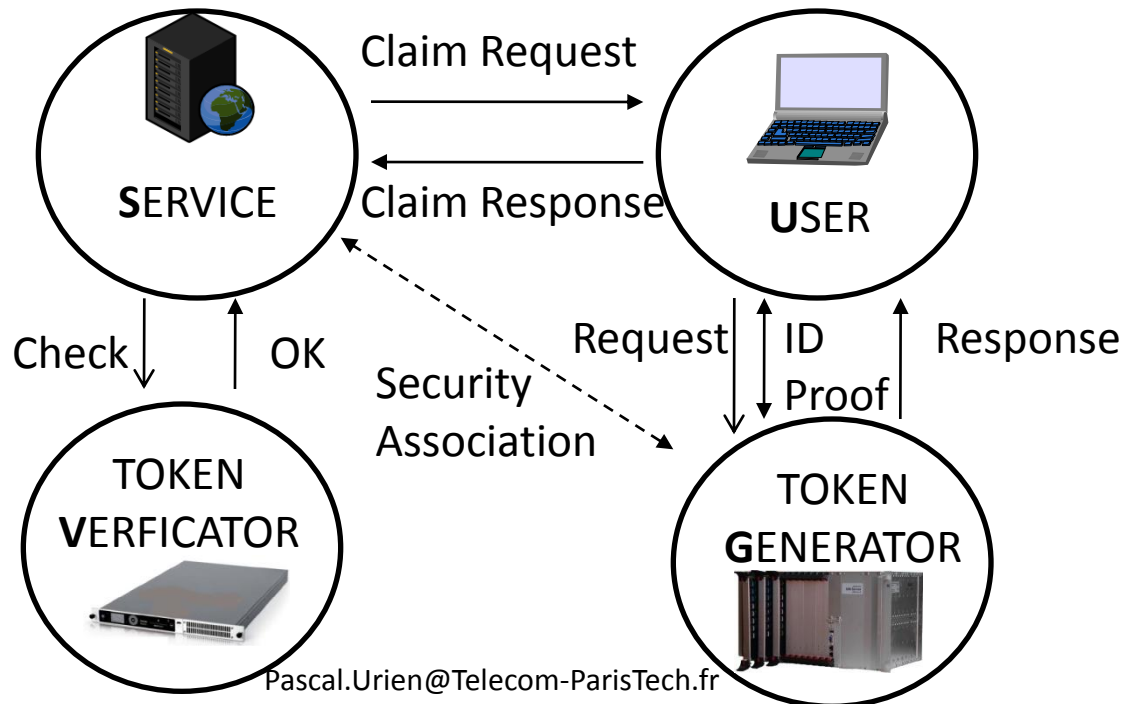 Claim Request
SERVICE
Claim Response
USER
Check
OK
Security
Association
Request
ID
Proof
Response
TOKEN
VERFICATOR
TOKEN
GENERATOR
Pascal.Urien@Telecom-ParisTech.fr